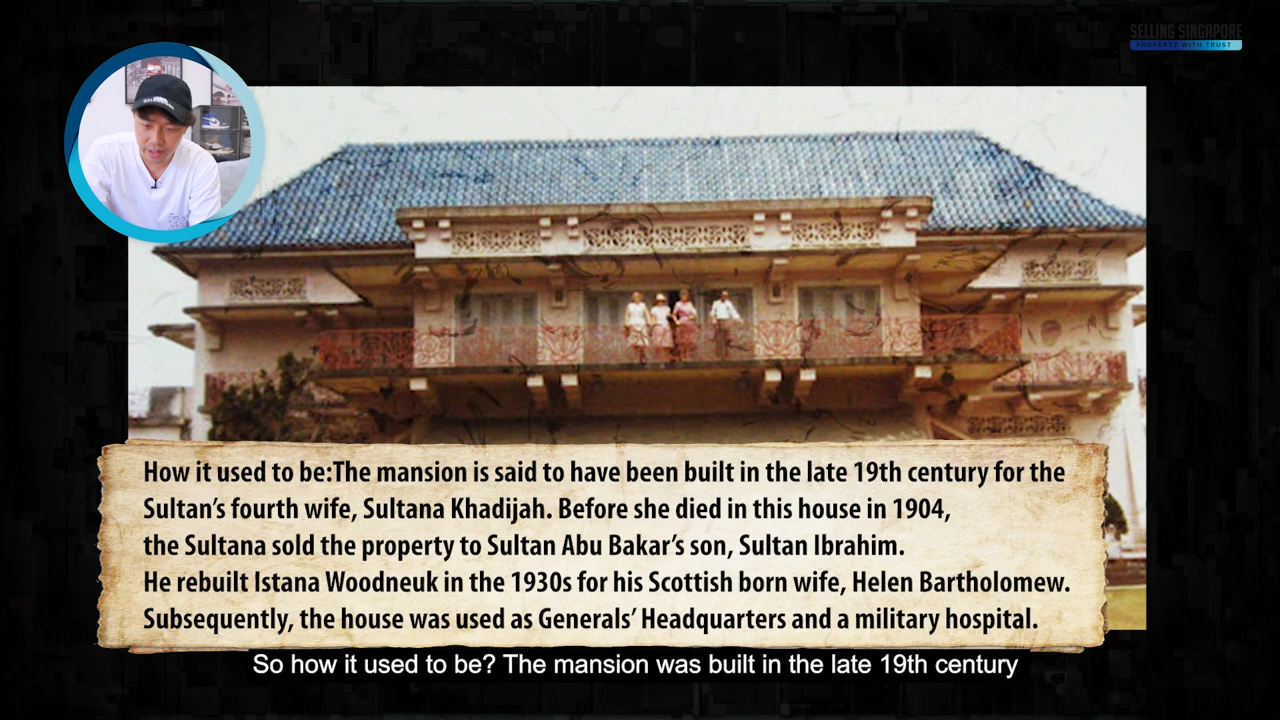 SELLING SINGAPORE
PROPERTY WITH TRUST
How it used to be:The mansion is said to have been built in the late 19th century for the
Sultan’s fourth wife, Sultana Khadijah. Before she died in this house in 1904,
the Sultana sold the property to Sultan Abu Bakar’s son, Sultan Ibrahim.
He rebuilt Istana Woodneuk in the 1930s for his Scottish born wife, Helen Bartholomew.
Subsequently, the house was used as Generals’ Headquarters and a military hospital.
So how it used to be? The mansion was built in the late 19th century